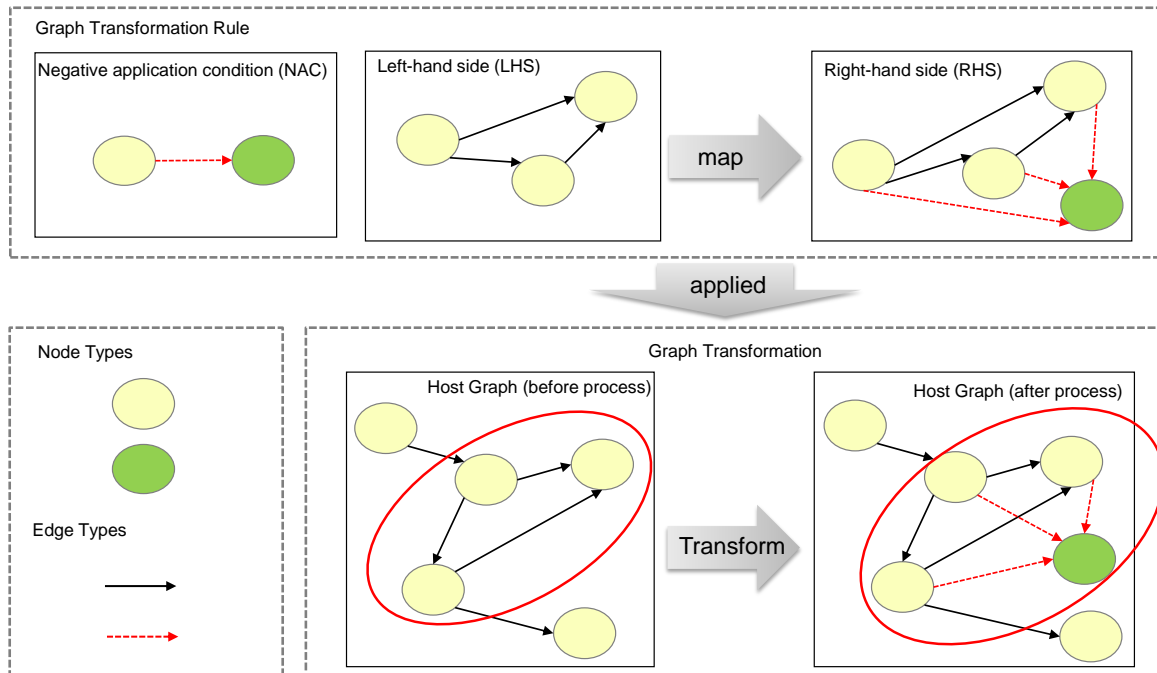 Graph Transformation Rule
Negative application condition (NAC)
Left-hand side (LHS)
Right-hand side (RHS)
map
applied
Node Types
Edge Types
Graph Transformation
Host Graph (before process)
Host Graph (after process)
Transform